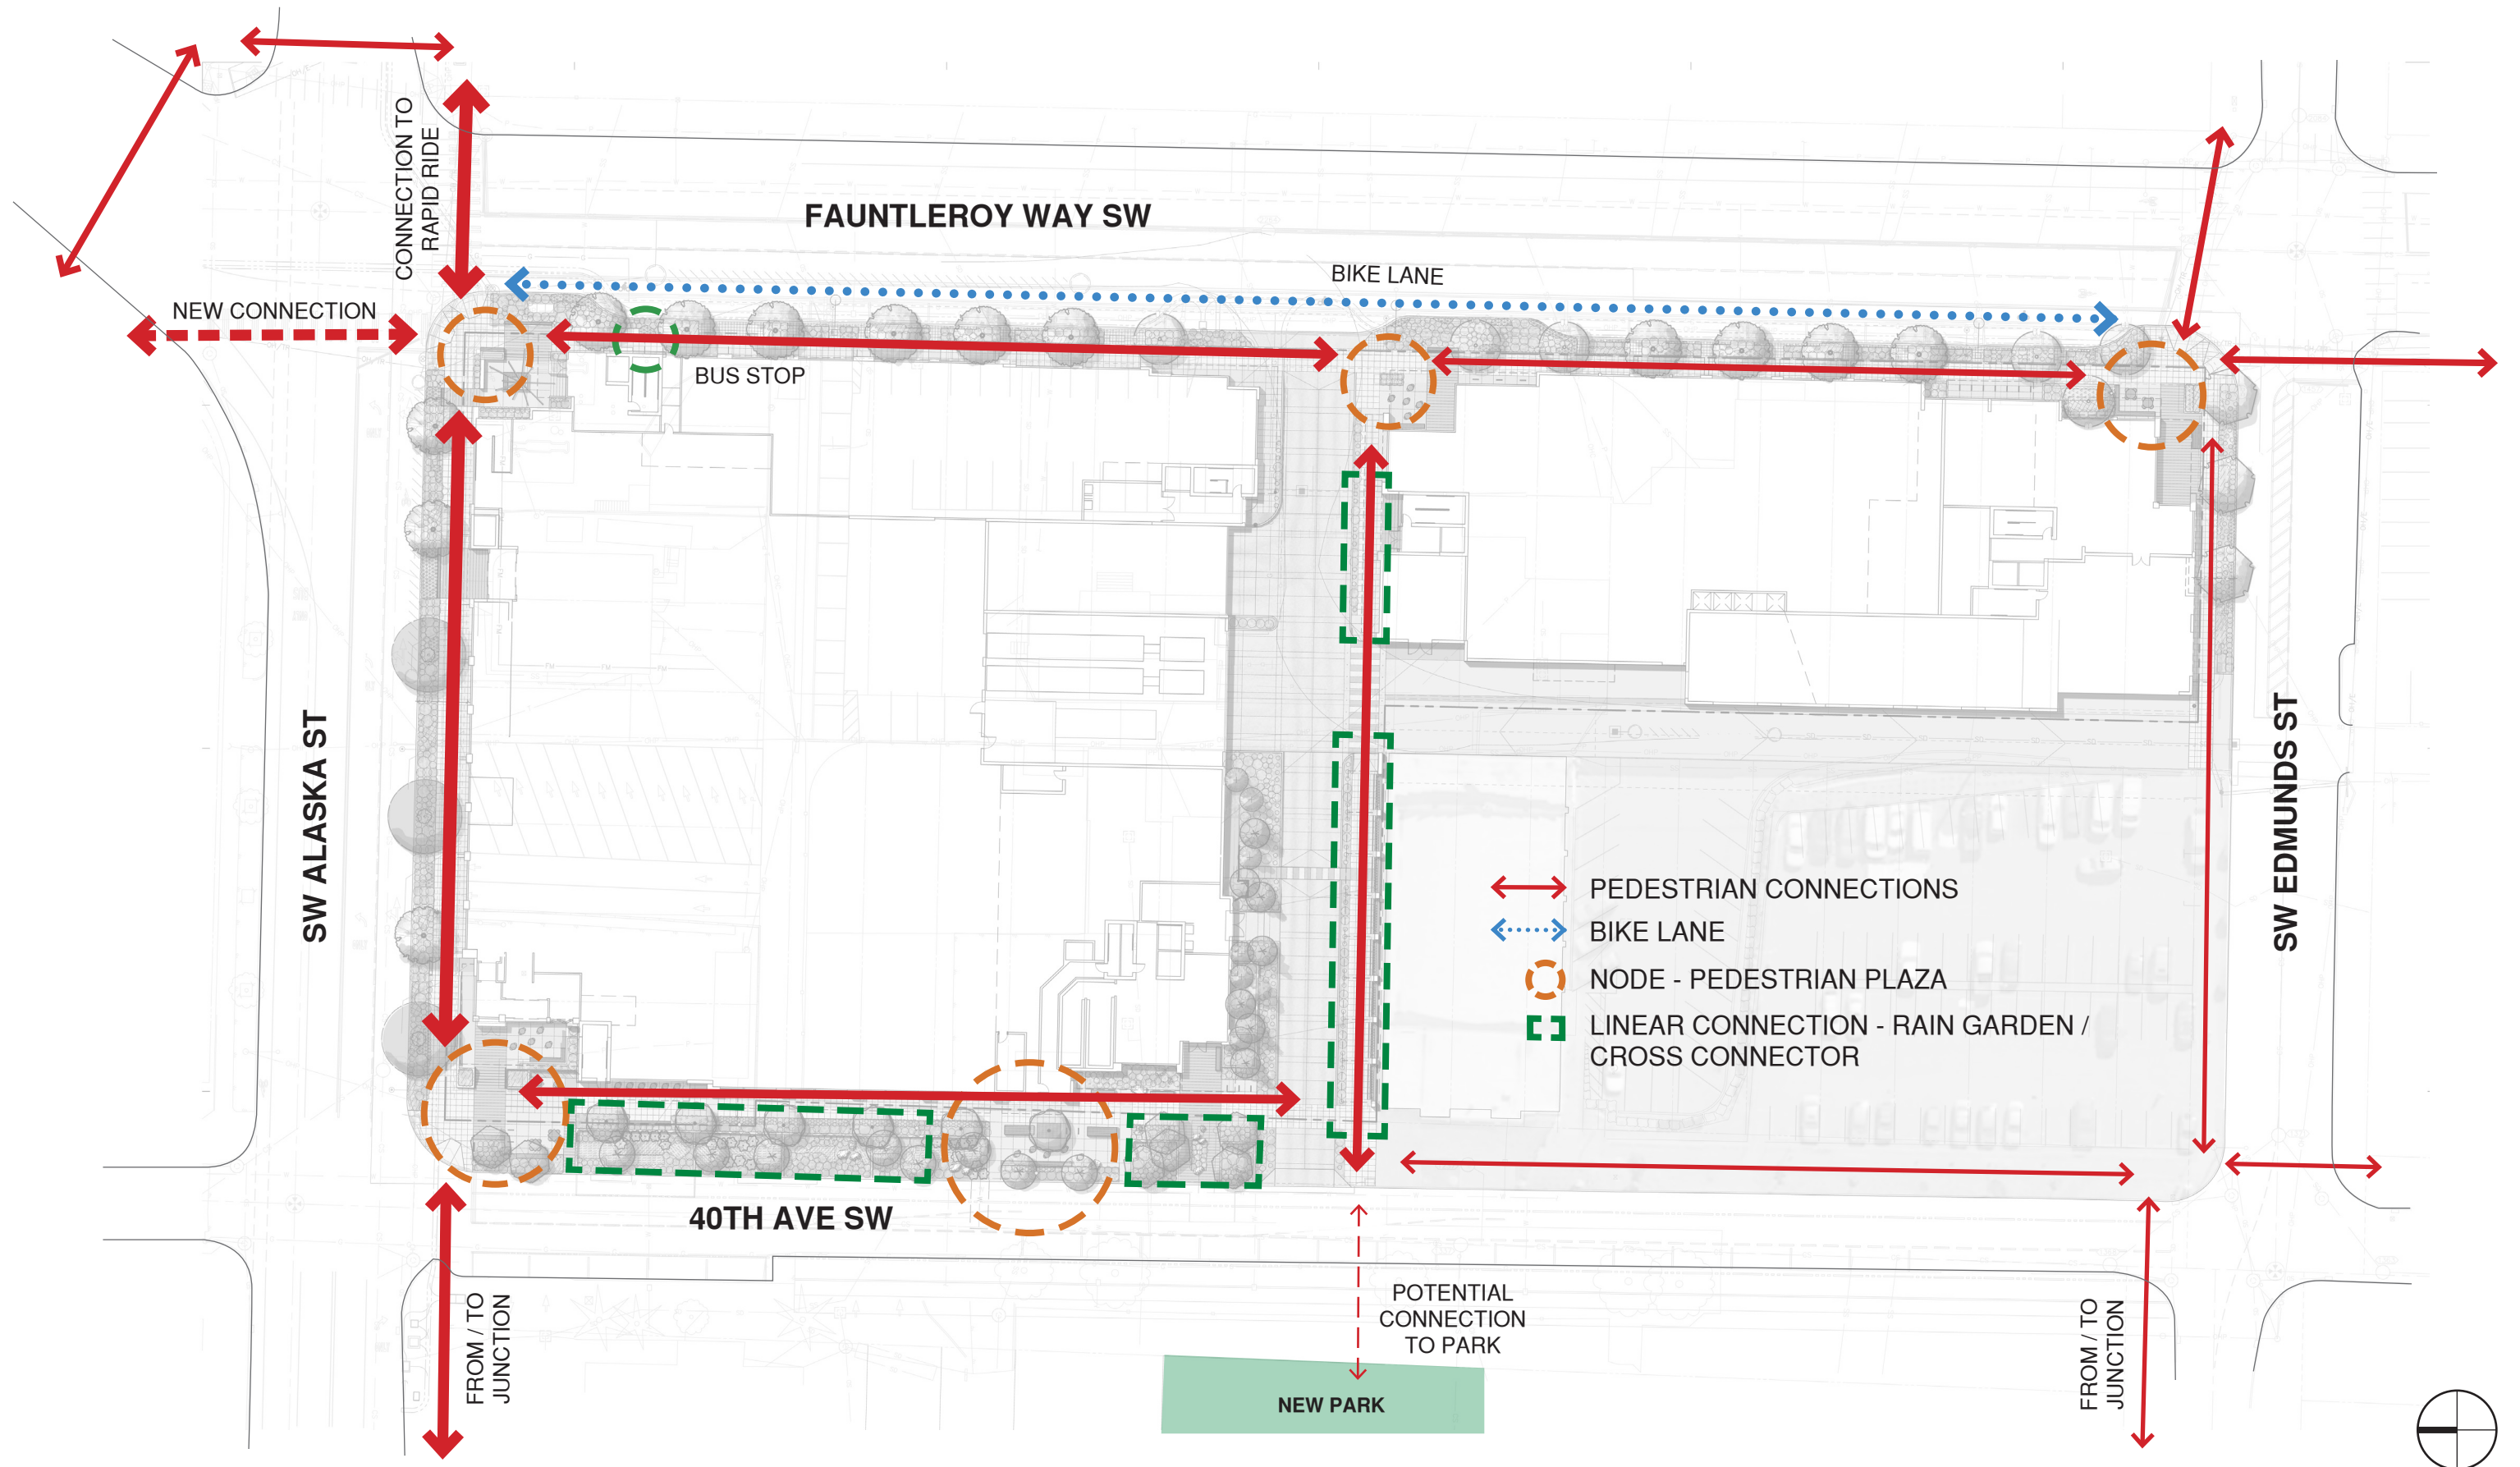 CONNECTION TO
RAPID RIDE
FAUNTLEROY WAY SW
BIKE LANE
NEW CONNECTION
BUS STOP
SW ALASKA ST
SW EDMUNDS ST
PEDESTRIAN CONNECTIONS
BIKE LANE
NODE - PEDESTRIAN PLAZA
LINEAR CONNECTION - RAIN GARDEN /
CROSS CONNECTOR
40TH AVE SW
FROM / TO
JUNCTION
POTENTIAL
CONNECTION
TO PARK
FROM / TO
JUNCTION
NEW PARK